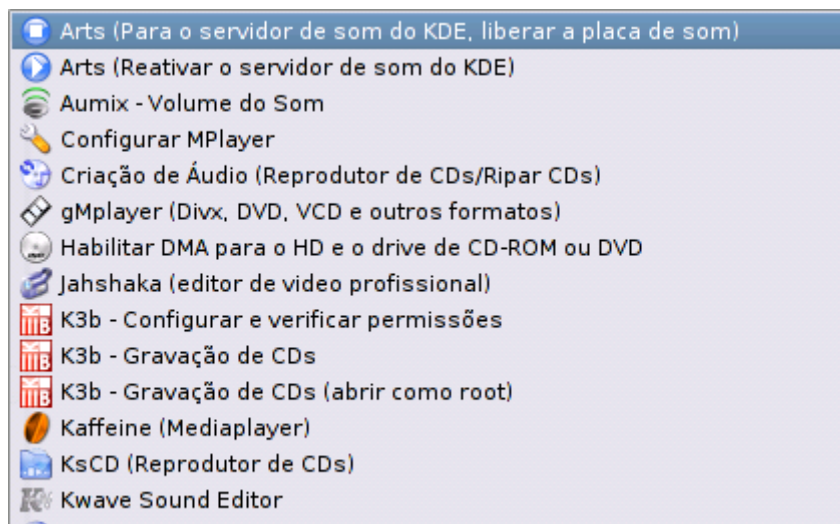 Arts (Para o servidor de som do KDE, liberar a placa de som)
Arts (Reativar o servidor de som do KDE)
Aumix - Volume do Som
Configurar MPlayer
Criação de Áudio (Reprodutor de CDs/Ripar CDs)
gMplayer (Divx, DVD, VCD e outros formatos)
Habilitar DMA para o HD e o drive de CD-ROM ou DVD
Jahshaka (editor de video profissional)
K3b - Configurar e verificar permissões
K3b - Gravação de CDs
K3b - Gravação de CDs (abrir como root)
Kaffeine (Mediaplayer)
KsCD (Reprodutor de CDs)
Kwave Sound Editor